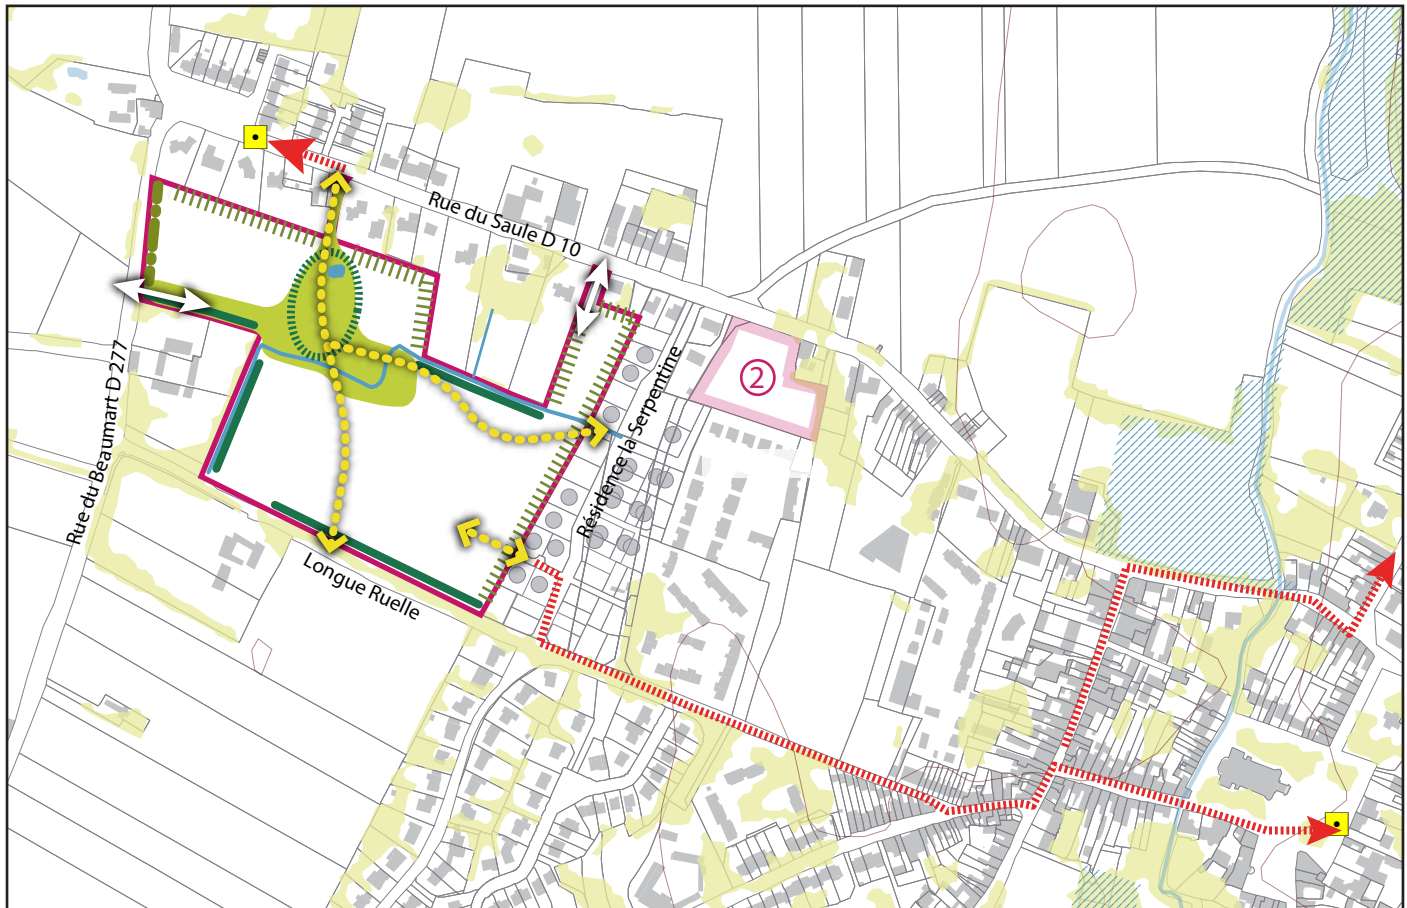 Rue du Saule D 10
Rue du Beaumart D 277
Résidence la Serpentine
2
Longue Ruelle